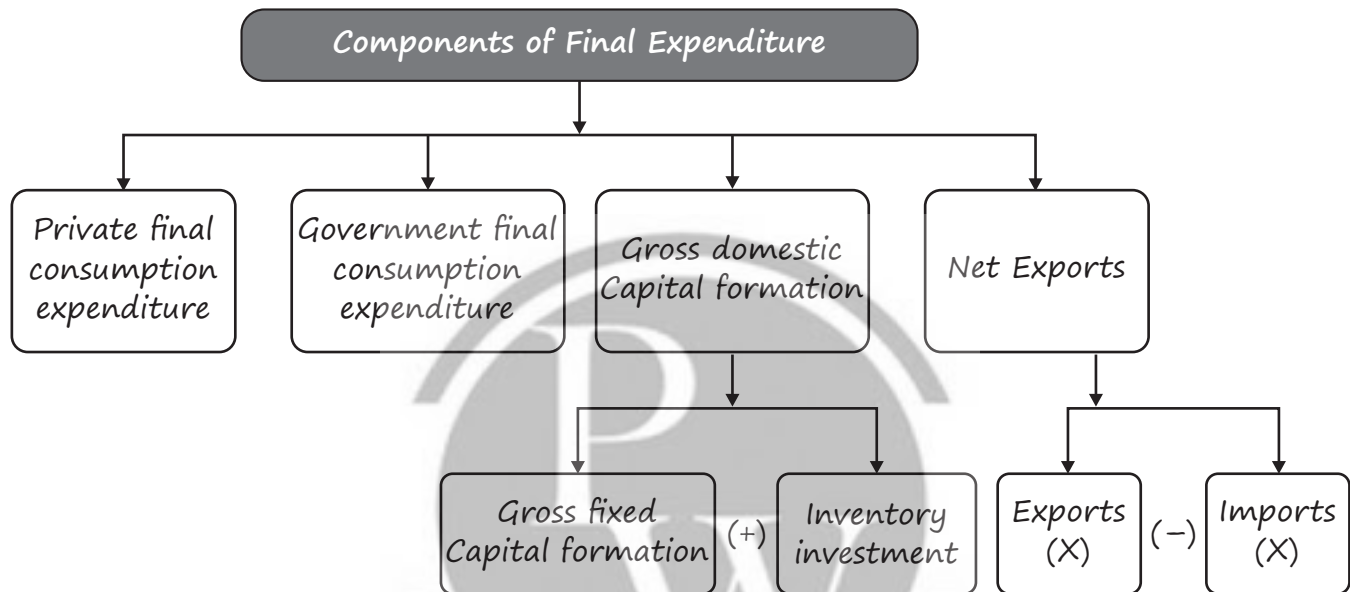 Components of Final Expenditure
Private final
consumption
expenditure
Government final
consumption
expenditure
Gross domestic
Capital formation
Net Exports
Gross fixed
Capital formation
(+)
Inventory
investment
Exports
(X)
(−)
Imports
(X)
PW